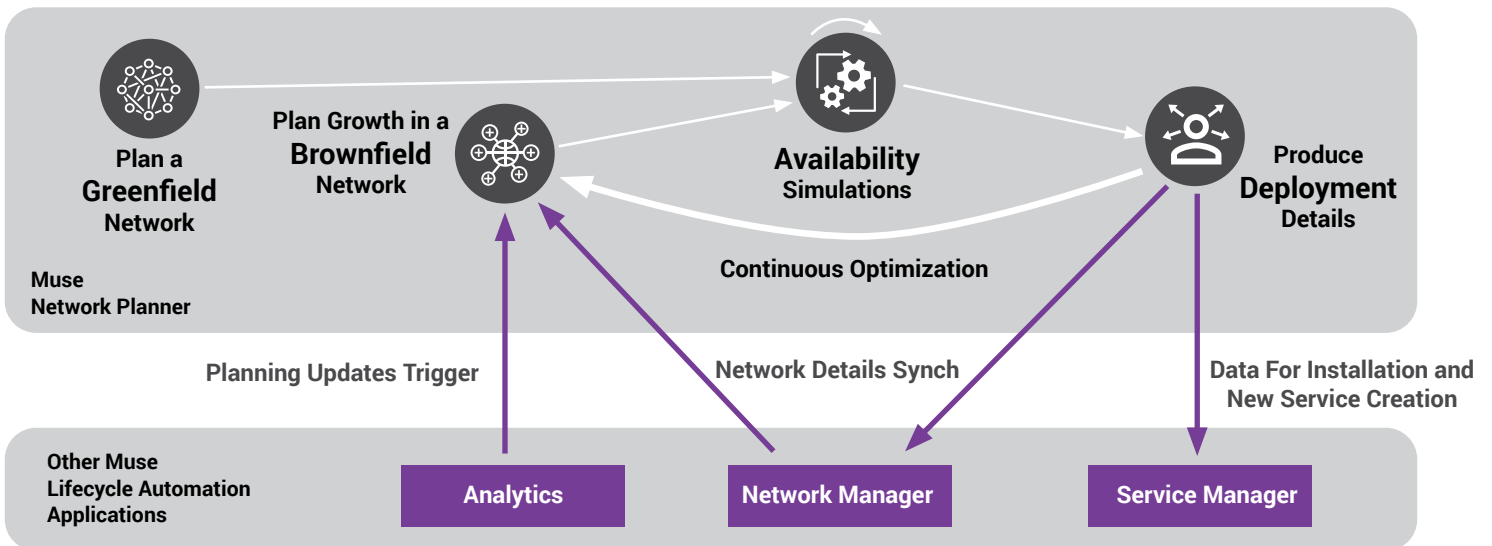 Plan a
Greenfield
Network
Plan Growth in a
Brownfield
Network
Availability
Simulations
Produce
Deployment
Details
Continuous Optimization
Muse
Network Planner
Planning Updates Trigger
Network Details Synch
Data For Installation and
New Service Creation
Other Muse
Lifecycle Automation
Applications
Analytics
Network Manager
Service Manager